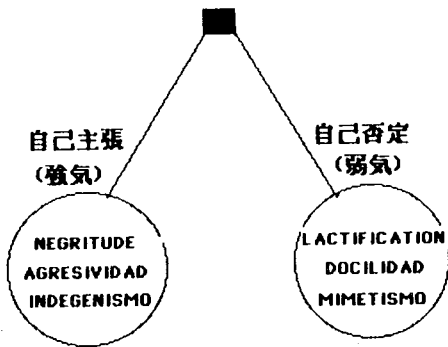 自己主張
(強気)
自己否定
(弱気)
NEGRITUDE
AGRESIVIDAD
INDEGENISMO
LACTIFICATION
DOCILIDAD
MIMETISMO